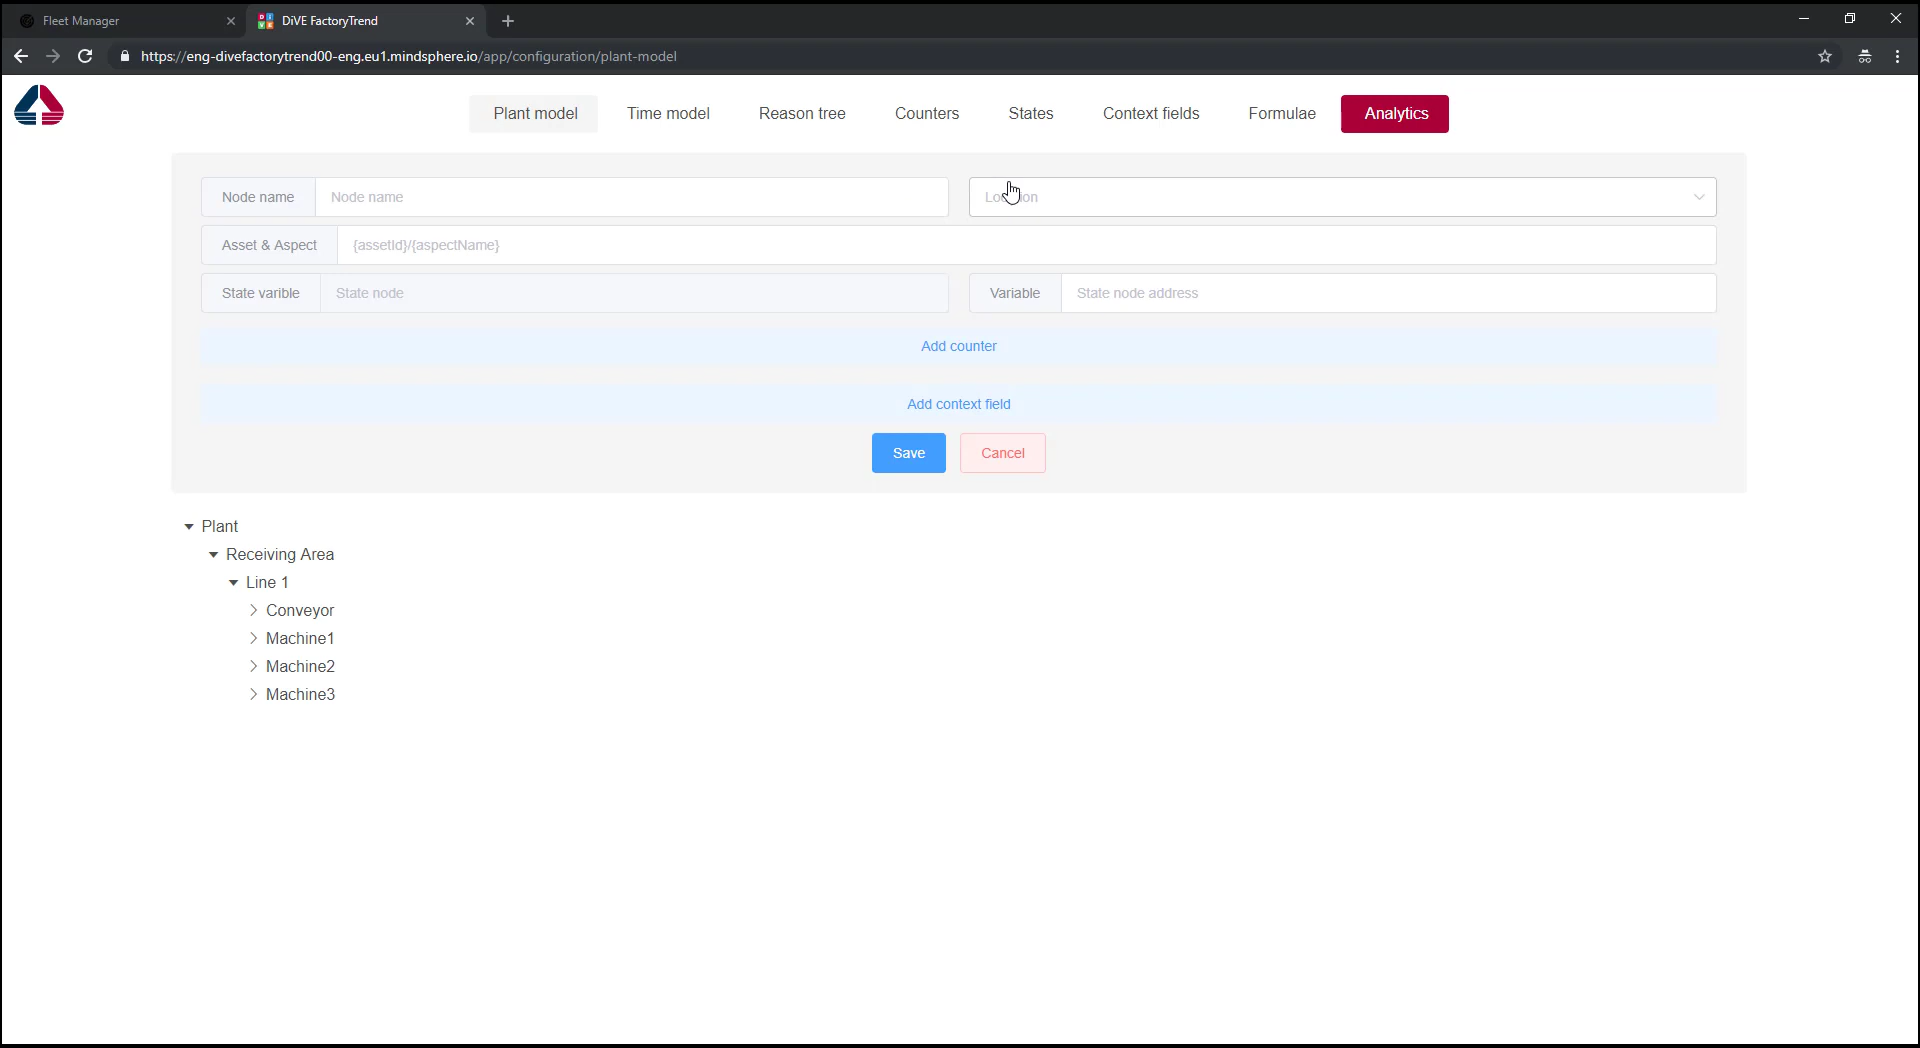 Fleet Manager
DiVE FactoryTrend
https://eng-divefactorytrend00-eng.eu1.mindsphere.io/app/configuration/plant-model
Plant model Time model Reason tree Counters States Context fields Formulae Analytics
Node name Node name
Asset & Aspect {assetId}/{aspectName}
State varible State node Variable State node address
Add counter
Add context field
Save Cancel
Plant
Receiving Area
Line 1
Conveyor
Machine1
Machine2
Machine3